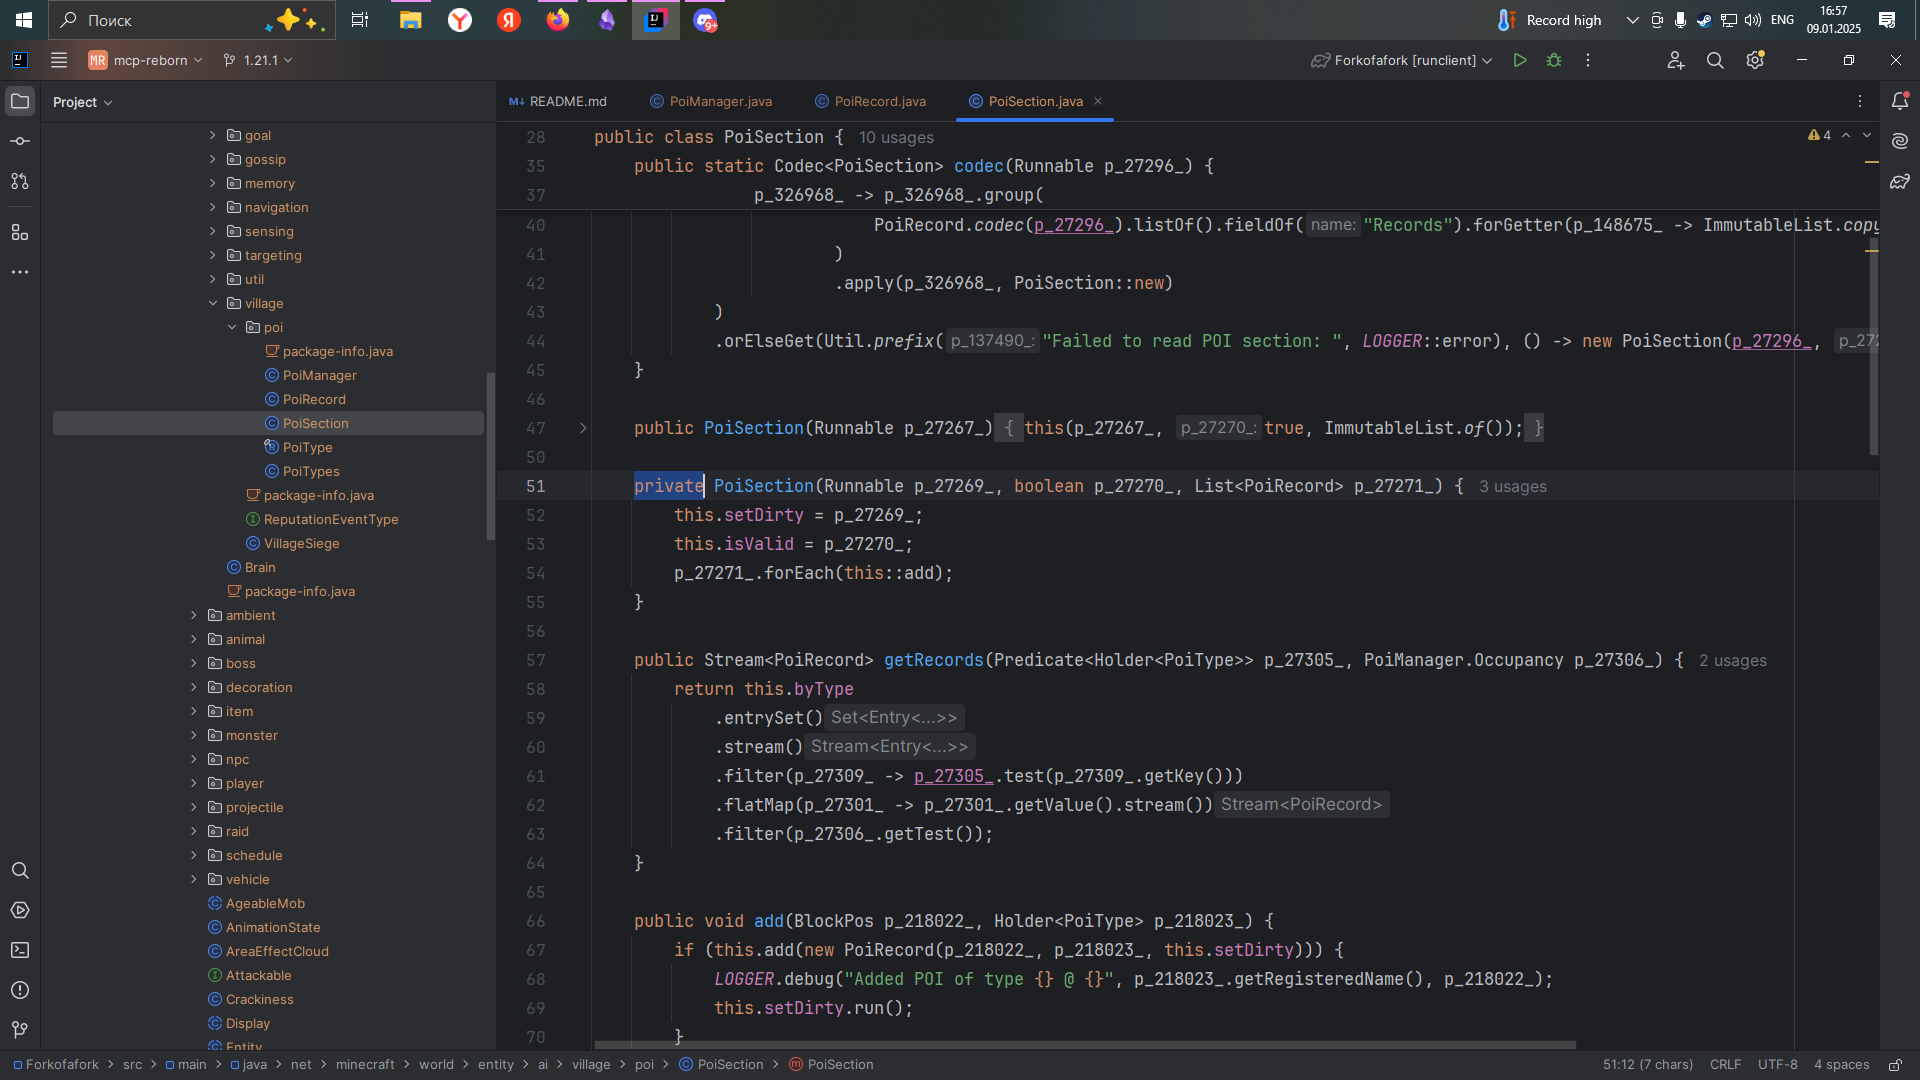 Поиск
9+
Record high
ENG
16:57
09.01.2025
MR mcp-reborn
1.21.1
Forkofafork [runclient]
Project
README.md
PoiManager.java
PoiRecord.java
PoiSection.java
goal
gossip
memory
navigation
sensing
targeting
util
village
poi
package-info.java
PoiManager
PoiRecord
PoiSection
PoiType
PoiTypes
package-info.java
ReputationEventType
VillageSiege
Brain
package-info.java
ambient
animal
boss
decoration
item
monster
npc
player
projectile
raid
schedule
vehicle
AgeableMob
AnimationState
AreaEffectCloud
Attackable
Crackiness
Display
Entity
4
28 public class PoiSection { 10 usages
35 public static Codec<PoiSection> codec(Runnable p_27296_) {
37 p_326968_ -> p_326968_.group(
40 PoiRecord.codec(p_27296_).listOf().fieldOf( name: "Records").forGetter(p_148675_ -> ImmutableList.copy
41 )
42 .apply(p_326968_, PoiSection::new)
43 )
44 .orElseGet(Util.prefix( p_137490_: "Failed to read POI section: ", LOGGER::error), () -> new PoiSection(p_27296_, p_272
45 }
46
47 public PoiSection(Runnable p_27267_) { this(p_27267_, p_27270_: true, ImmutableList.of()); }
50
51 private PoiSection(Runnable p_27269_, boolean p_27270_, List<PoiRecord> p_27271_) { 3 usages
52 this.setDirty = p_27269_;
53 this.isValid = p_27270_;
54 p_27271_.forEach(this::add);
55 }
56
57 public Stream<PoiRecord> getRecords(Predicate<Holder<PoiType>> p_27305_, PoiManager.Occupancy p_27306_) { 2 usages
58 return this.byType
59 .entrySet() Set<Entry<...>>
60 .stream() Stream<Entry<...>>
61 .filter(p_27309_ -> p_27305_.test(p_27309_.getKey()))
62 .flatMap(p_27301_ -> p_27301_.getValue().stream()) Stream<PoiRecord>
63 .filter(p_27306_.getTest());
64 }
65
66 public void add(BlockPos p_218022_, Holder<PoiType> p_218023_) {
67 if (this.add(new PoiRecord(p_218022_, p_218023_, this.setDirty))) {
68 LOGGER.debug("Added POI of type {} @ {}", p_218023_.getRegisteredName(), p_218022_);
69 this.setDirty.run();
70 }
Forkofafork > src > main > java > net > minecraft > world > entity > ai > village > poi > PoiSection > PoiSection
51:12 (7 chars) CRLF UTF-8 4 spaces